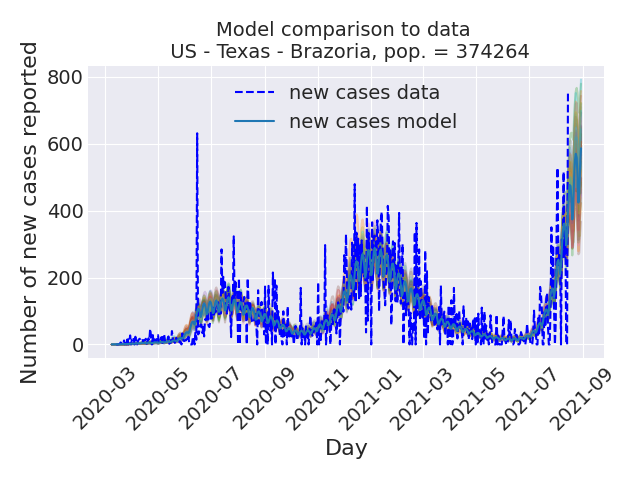 Model comparison to data
US - Texas - Brazoria, pop. = 374264
Number of new cases reported
800
600
400
200
0
new cases data
new cases model
2020-03
2020-05
2020-07
2020-09
2020-11
2021-01
2021-03
2021-05
2021-07
2021-09
Day